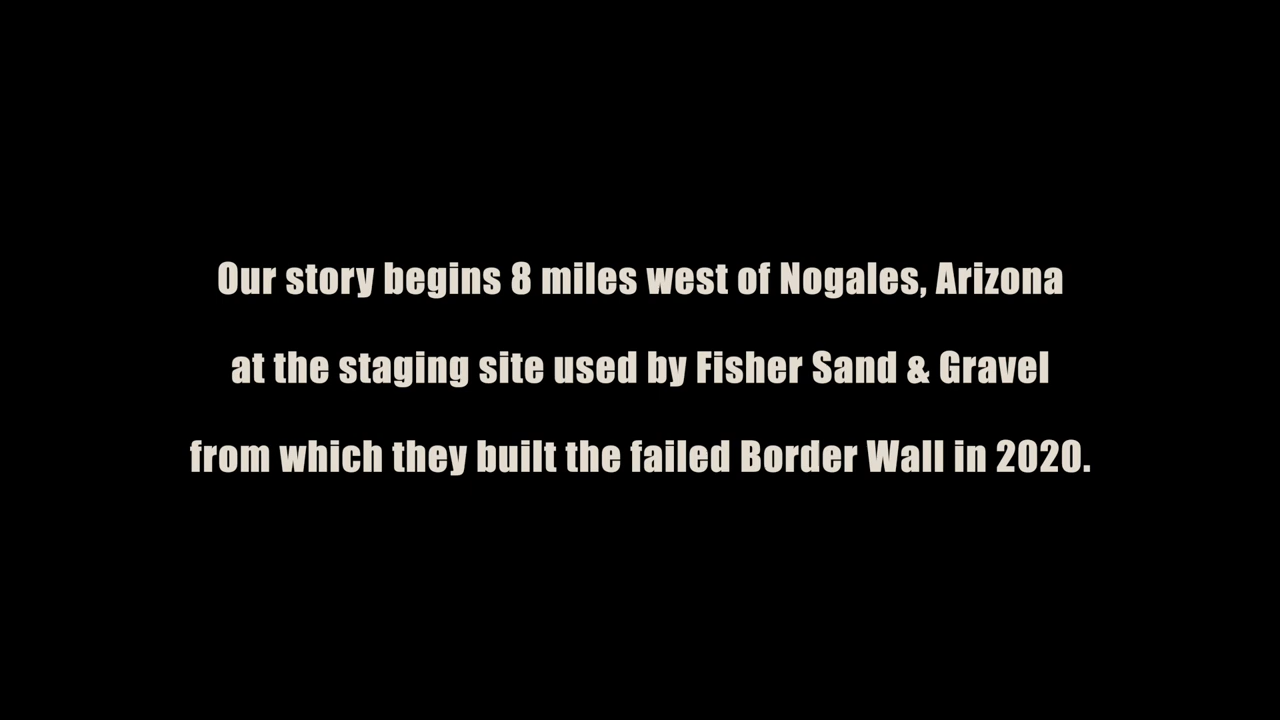 Our story begins 8 miles west of Nogales, Arizona
at the staging site used by Fisher Sand & Gravel
from which they built the failed Border Wall in 2020.